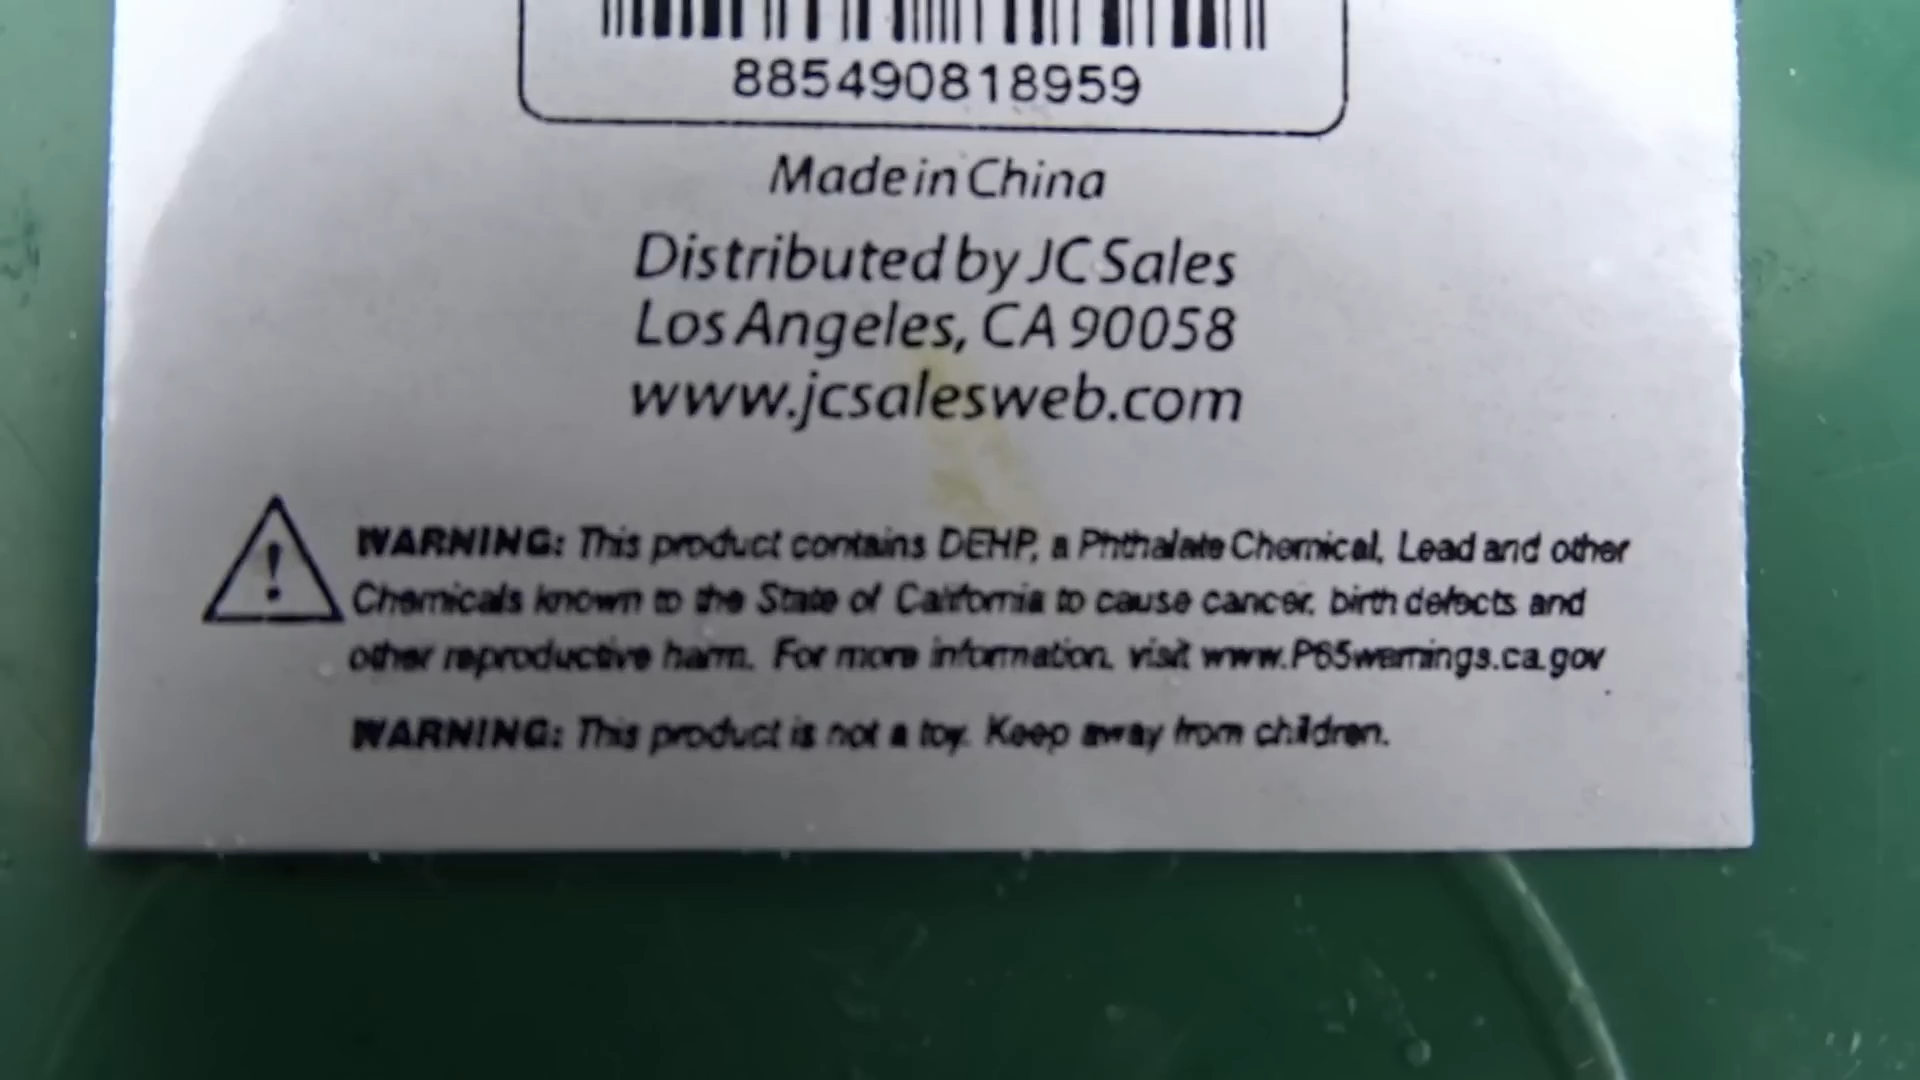 885490818959
Made in China
Distributed by JC Sales
Los Angeles, CA 90058
www.jcsalesweb.com
WARNING: This product contains DEHP, a Phthalate Chemical, Lead and other
Chemicals known to the State of California to cause cancer, birth defects and
other reproductive harm. For more information, visit www.P65warnings.ca.gov
WARNING: This product is not a toy. Keep away from children.